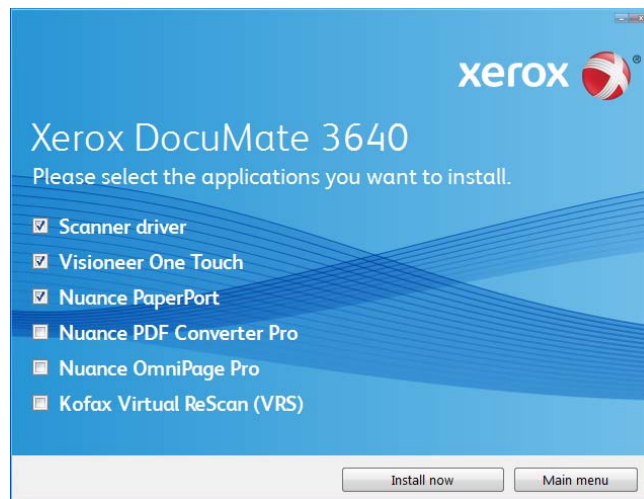 xerox ®
Xerox DocuMate 3640
Please select the applications you want to install.
Scanner driver
Visioneer One Touch
Nuance PaperPort
Nuance PDF Converter Pro
Nuance OmniPage Pro
Kofax Virtual ReScan (VRS)
Install now Main menu